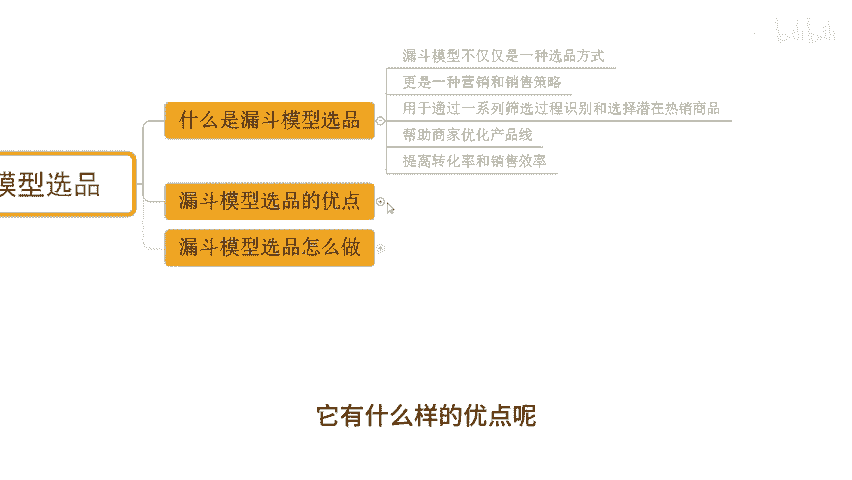 bilibili
漏斗模型不仅仅是一种选品方式
更是一种营销和销售策略
什么是漏斗模型选品
用于透过一系列筛选过程识别和选择潜在热销商品
帮助商家优化产品线
提高转化率和销售效率
模型选品
漏斗模型选品的优点
漏斗模型选品怎么做
它有什么样的优点呢